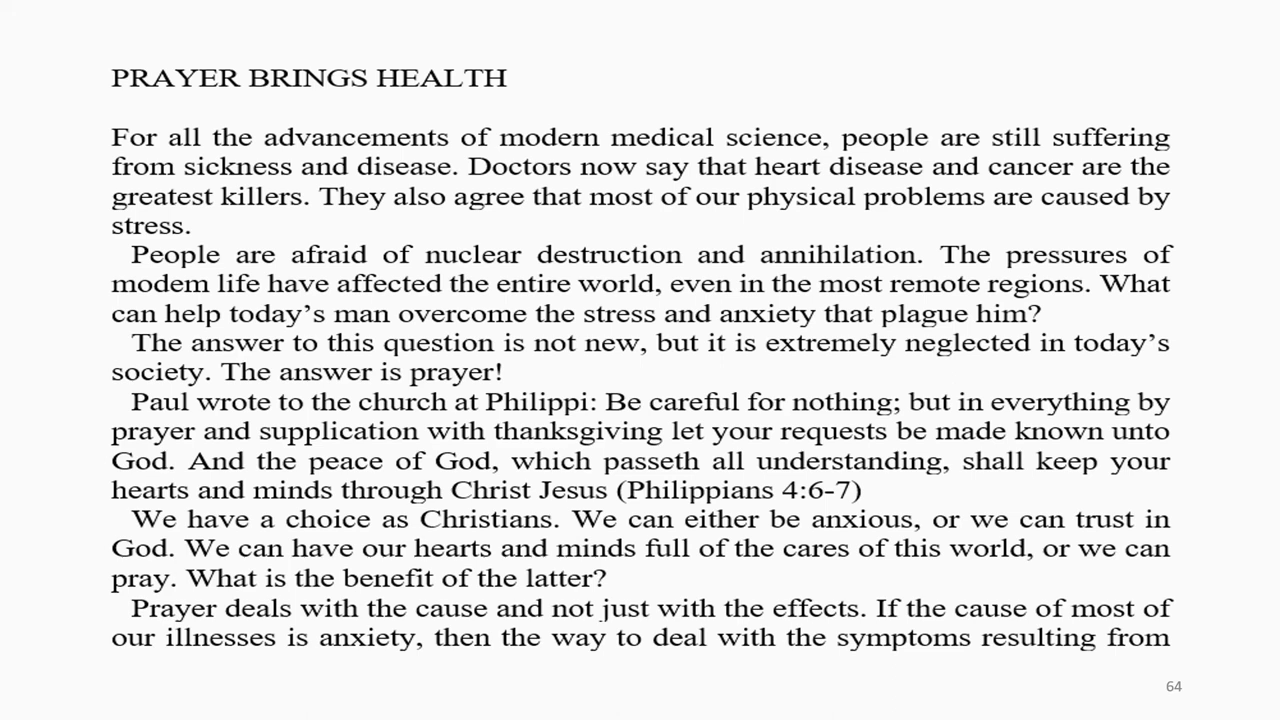 PRAYER BRINGS HEALTH
For all the advancements of modern medical science, people are still suffering
from sickness and disease. Doctors now say that heart disease and cancer are the
greatest killers. They also agree that most of our physical problems are caused by
stress.
People are afraid of nuclear destruction and annihilation. The pressures of
modem life have affected the entire world, even in the most remote regions. What
can help today’s man overcome the stress and anxiety that plague him?
The answer to this question is not new, but it is extremely neglected in today’s
society. The answer is prayer!
Paul wrote to the church at Philippi: Be careful for nothing; but in everything by
prayer and supplication with thanksgiving let your requests be made known unto
God. And the peace of God, which passeth all understanding, shall keep your
hearts and minds through Christ Jesus (Philippians 4:6-7)
We have a choice as Christians. We can either be anxious, or we can trust in
God. We can have our hearts and minds full of the cares of this world, or we can
pray. What is the benefit of the latter?
Prayer deals with the cause and not just with the effects. If the cause of most of
our illnesses is anxiety, then the way to deal with the symptoms resulting from
64